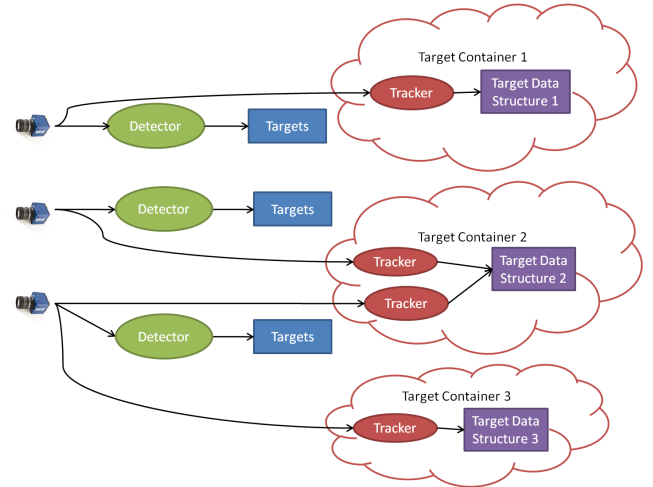 Target Container 1
Tracker
Target Data
Structure 1
Detector
Targets
Detector
Targets
Target Container 2
Tracker
Target Data
Structure 2
Tracker
Detector
Targets
Target Container 3
Tracker
Target Data
Structure 3